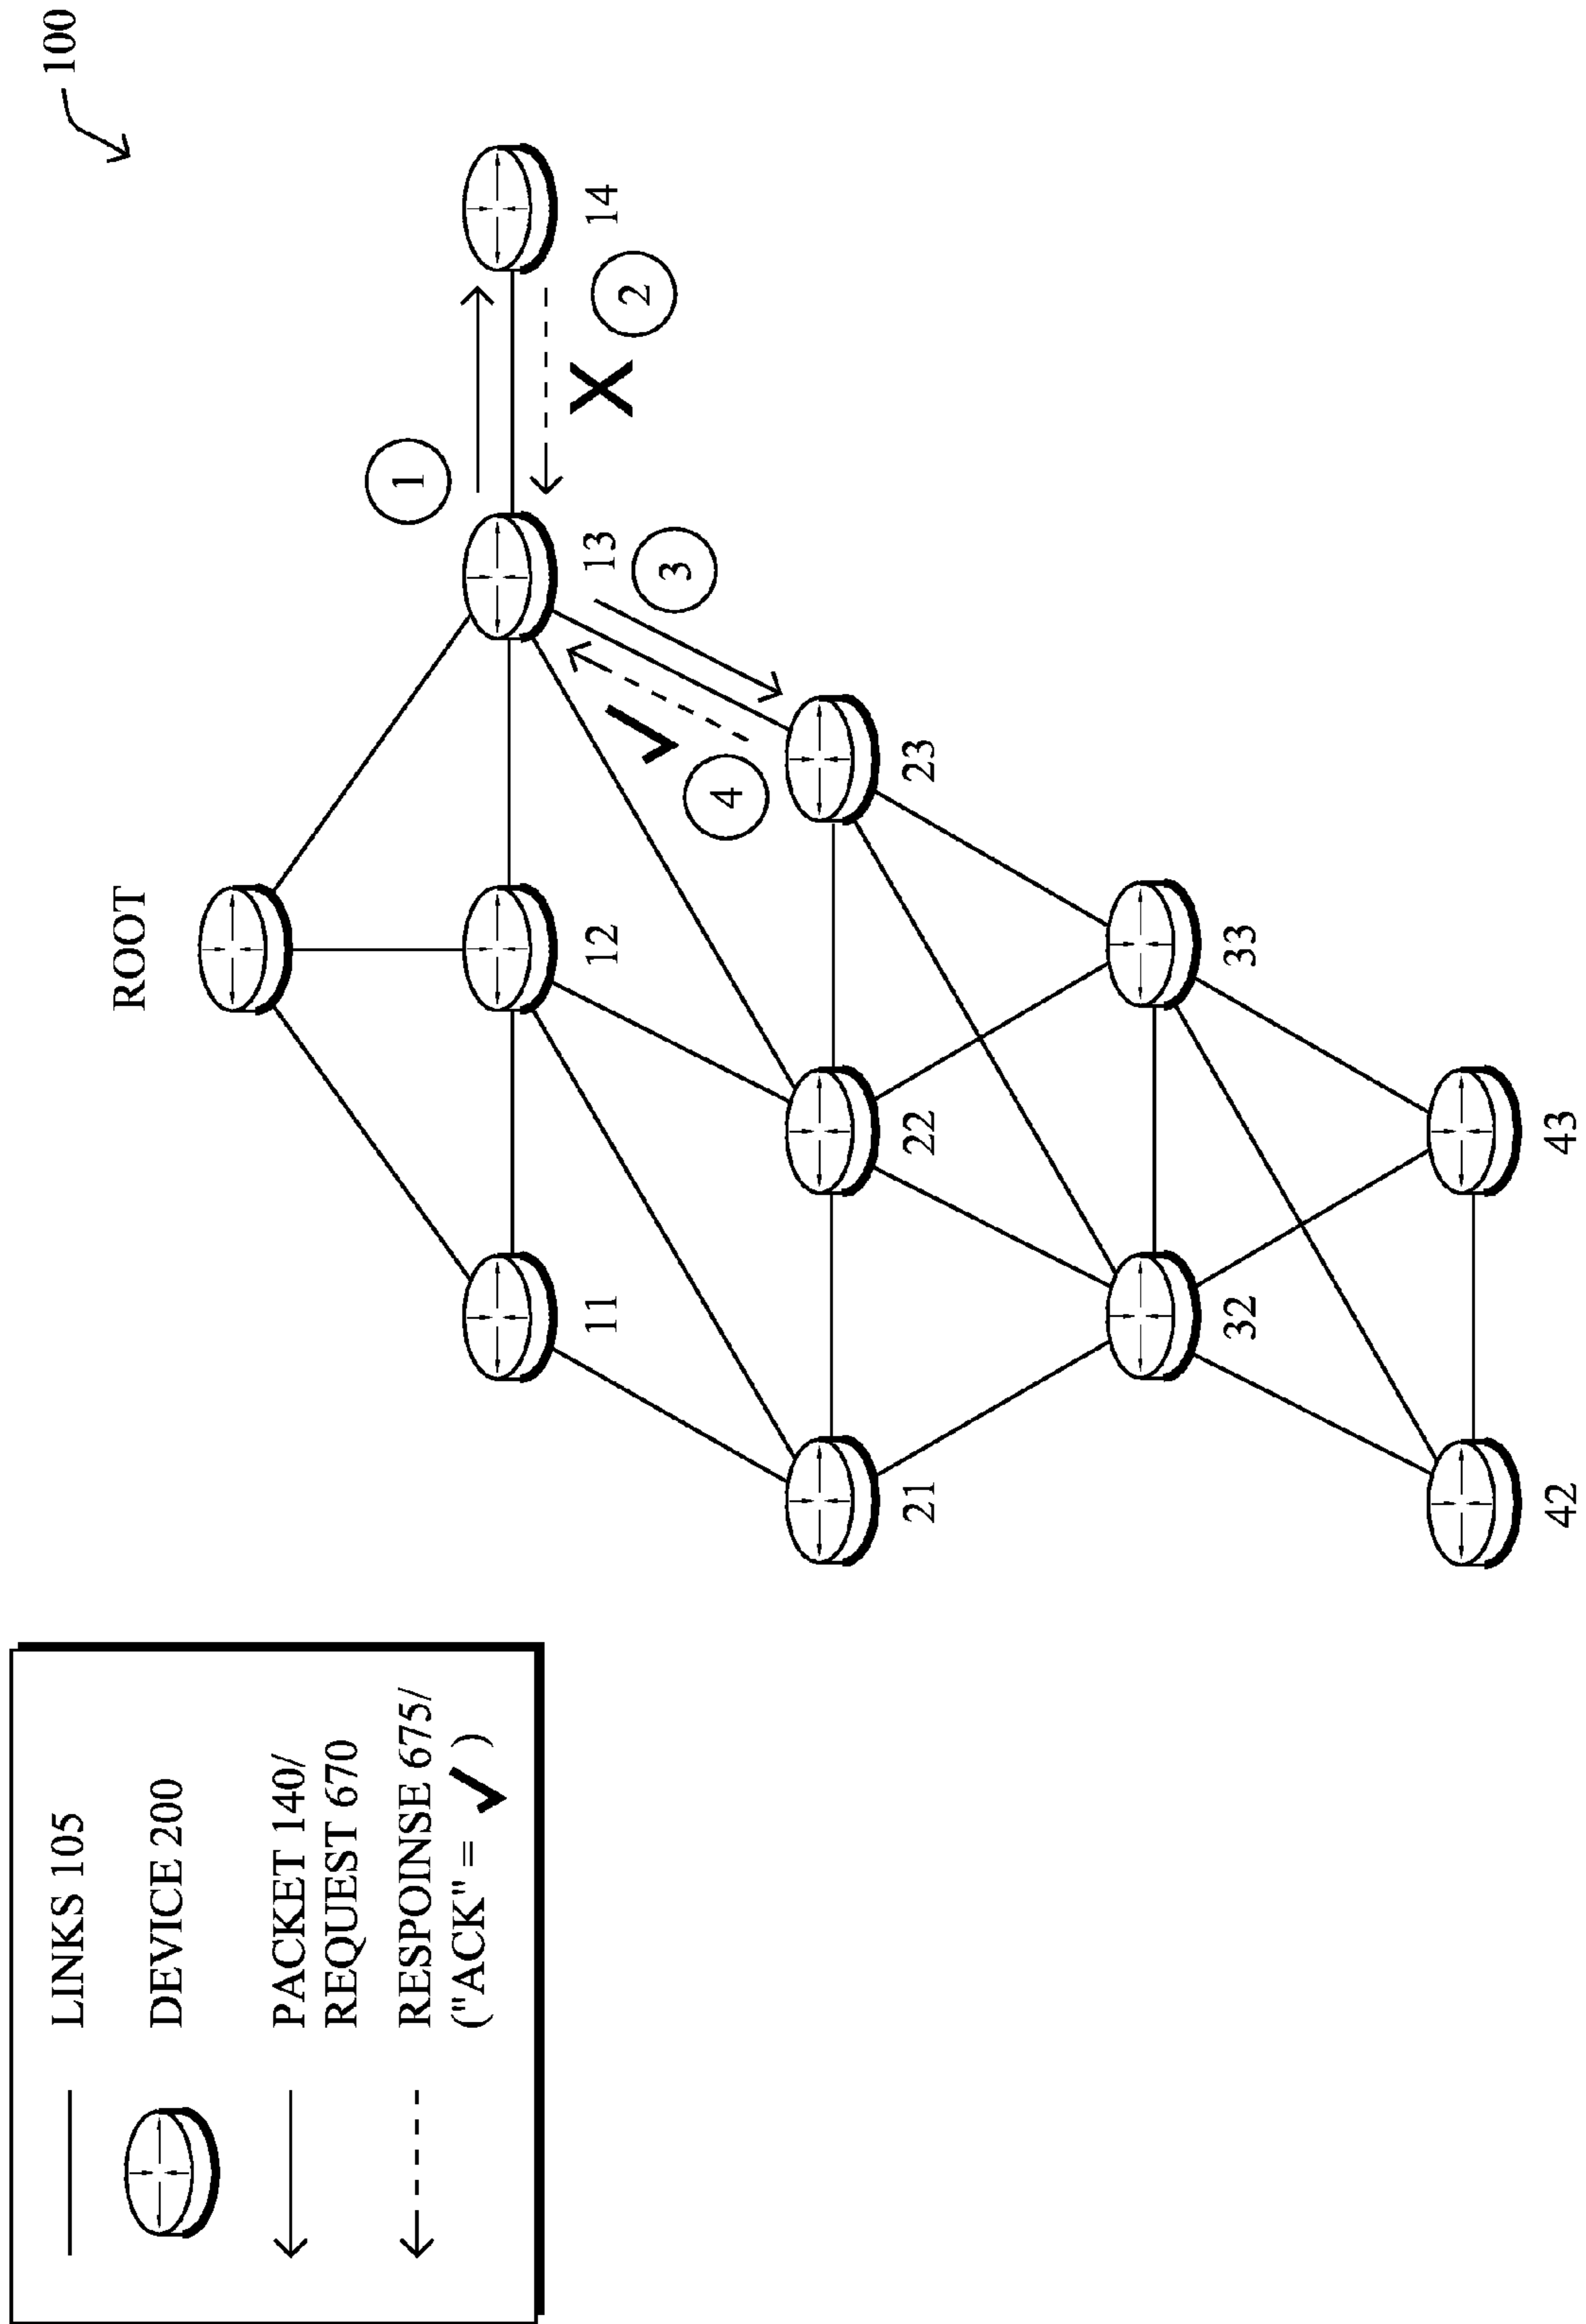 LINKS 105
DEVICE 200
PACKET 140/
REQUEST 670
RESPOINSE 675/
("ACK" = ✓ )
100
ROOT
1
2
3
4
X
✓
11
12
13
14
21
22
23
32
33
42
43